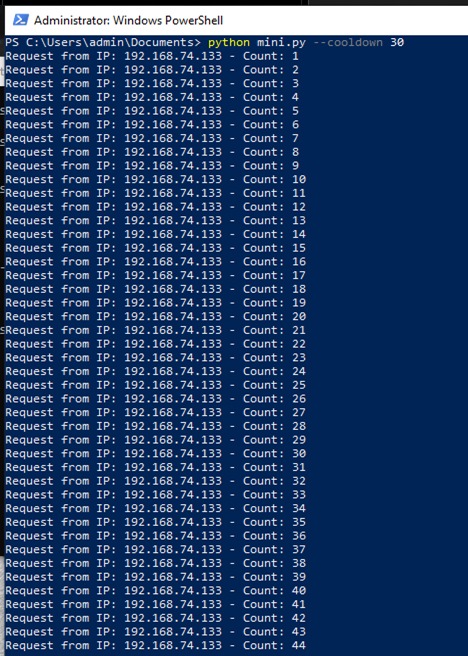 Administrator: Windows PowerShell
PS C:\Users\admin\Documents> python mini.py --cooldown 30
Request from IP: 192.168.74.133 - Count: 1
Request from IP: 192.168.74.133 - Count: 2
Request from IP: 192.168.74.133 - Count: 3
Request from IP: 192.168.74.133 - Count: 4
Request from IP: 192.168.74.133 - Count: 5
Request from IP: 192.168.74.133 - Count: 6
Request from IP: 192.168.74.133 - Count: 7
Request from IP: 192.168.74.133 - Count: 8
Request from IP: 192.168.74.133 - Count: 9
Request from IP: 192.168.74.133 - Count: 10
Request from IP: 192.168.74.133 - Count: 11
Request from IP: 192.168.74.133 - Count: 12
Request from IP: 192.168.74.133 - Count: 13
Request from IP: 192.168.74.133 - Count: 14
Request from IP: 192.168.74.133 - Count: 15
Request from IP: 192.168.74.133 - Count: 16
Request from IP: 192.168.74.133 - Count: 17
Request from IP: 192.168.74.133 - Count: 18
Request from IP: 192.168.74.133 - Count: 19
Request from IP: 192.168.74.133 - Count: 20
Request from IP: 192.168.74.133 - Count: 21
Request from IP: 192.168.74.133 - Count: 22
Request from IP: 192.168.74.133 - Count: 23
Request from IP: 192.168.74.133 - Count: 24
Request from IP: 192.168.74.133 - Count: 25
Request from IP: 192.168.74.133 - Count: 26
Request from IP: 192.168.74.133 - Count: 27
Request from IP: 192.168.74.133 - Count: 28
Request from IP: 192.168.74.133 - Count: 29
Request from IP: 192.168.74.133 - Count: 30
Request from IP: 192.168.74.133 - Count: 31
Request from IP: 192.168.74.133 - Count: 32
Request from IP: 192.168.74.133 - Count: 33
Request from IP: 192.168.74.133 - Count: 34
Request from IP: 192.168.74.133 - Count: 35
Request from IP: 192.168.74.133 - Count: 36
Request from IP: 192.168.74.133 - Count: 37
Request from IP: 192.168.74.133 - Count: 38
Request from IP: 192.168.74.133 - Count: 39
Request from IP: 192.168.74.133 - Count: 40
Request from IP: 192.168.74.133 - Count: 41
Request from IP: 192.168.74.133 - Count: 42
Request from IP: 192.168.74.133 - Count: 43
Request from IP: 192.168.74.133 - Count: 44